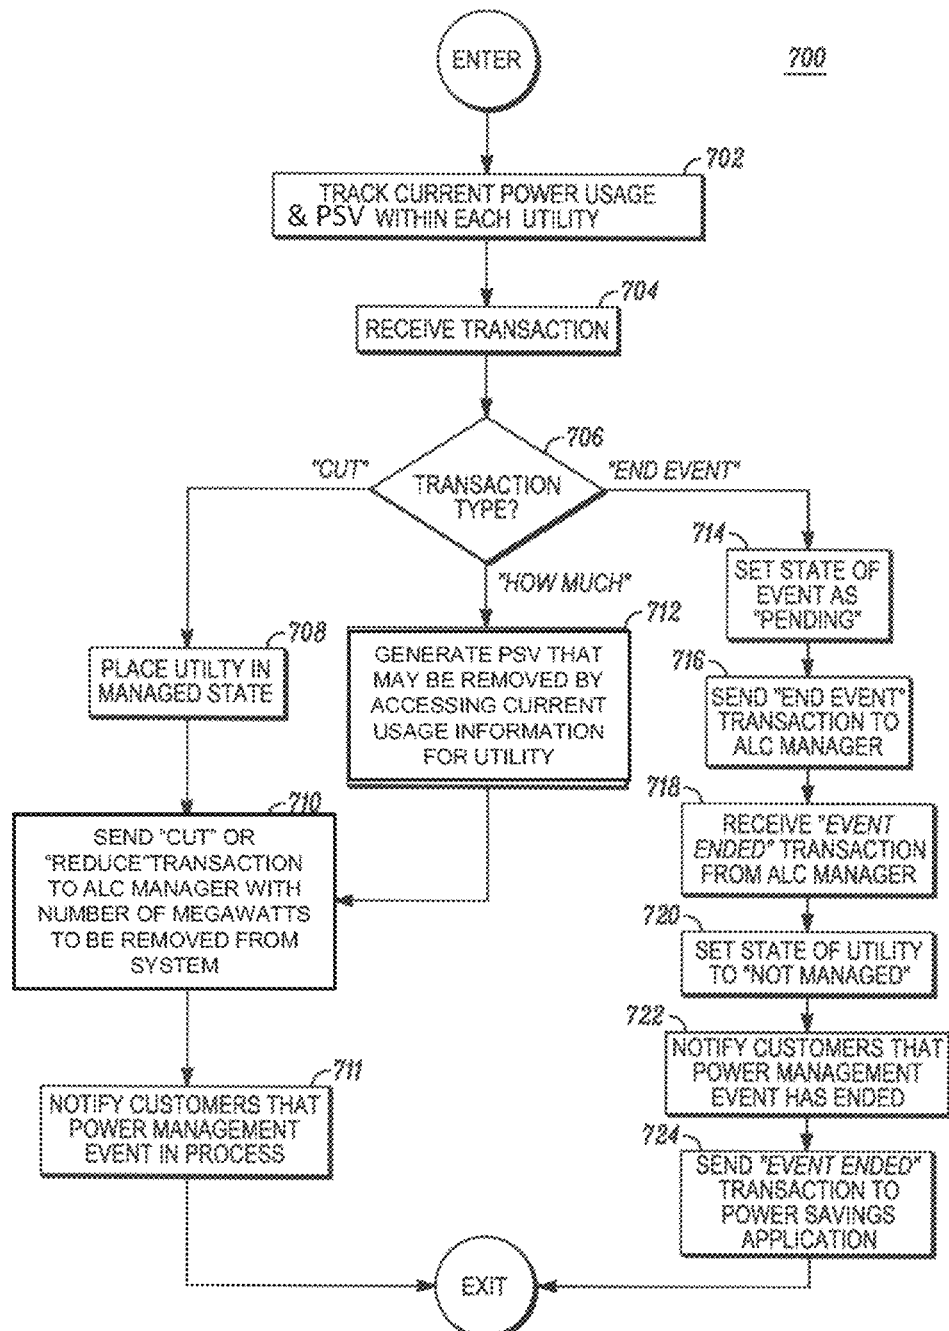 ENTER
700
702
TRACK CURRENT POWER USAGE
& PSV WITHIN EACH UTILITY
704
RECEIVE TRANSACTION
706
TRANSACTION
TYPE?
"CUT"
"END EVENT"
"HOW MUCH"
708
PLACE UTILTY IN
MANAGED STATE
712
GENERATE PSV THAT
MAY BE REMOVED BY
ACCESSING CURRENT
USAGE INFORMATION
FOR UTILITY
710
SEND "CUT" OR
"REDUCE"TRANSACTION
TO ALC MANAGER WITH
NUMBER OF MEGAWATTS
TO BE REMOVED FROM
SYSTEM
711
NOTIFY CUSTOMERS THAT
POWER MANAGEMENT
EVENT IN PROCESS
714
SET STATE OF
EVENT AS
"PENDING"
716
SEND "END EVENT"
TRANSACTION TO
ALC MANAGER
718
RECEIVE "EVENT
ENDED" TRANSACTION
FROM ALC MANAGER
720
SET STATE OF UTILITY
TO "NOT MANAGED"
722
NOTIFY CUSTOMERS THAT
POWER MANAGEMENT
EVENT HAS ENDED
724
SEND "EVENT ENDED"
TRANSACTION TO
POWER SAVINGS
APPLICATION
EXIT